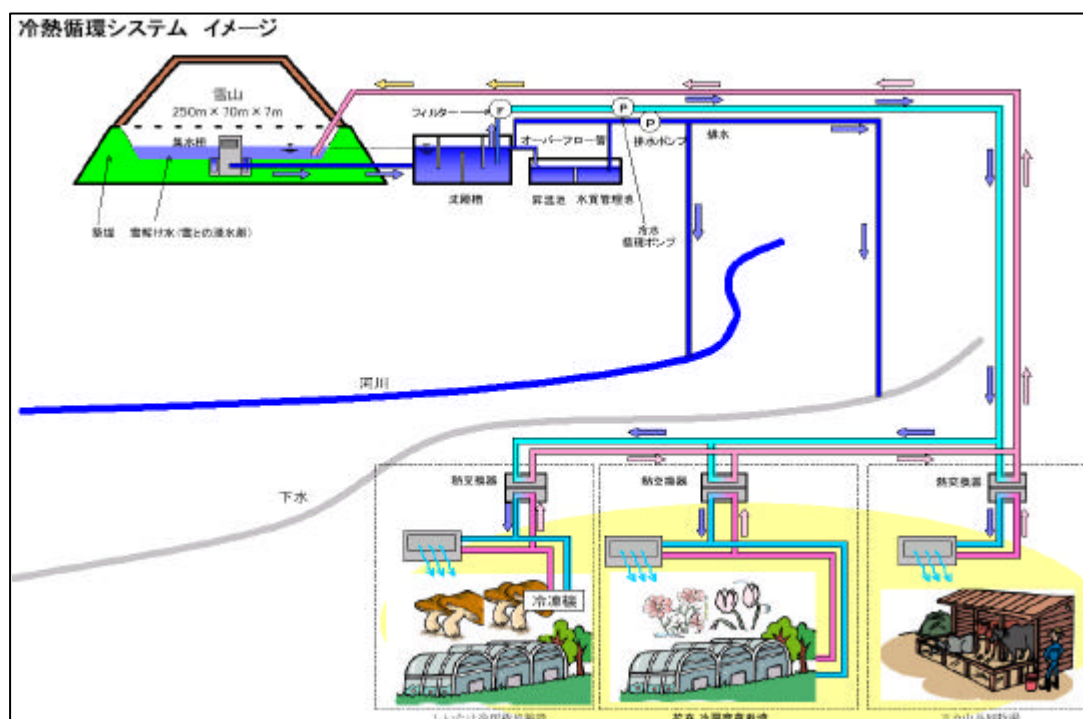 冷熱循環システム イメージ
雪山
250m×70m×7m
フィルター
F
P
P
集水桝
オーバーフロー管
排水ポンプ
排水
沈殿槽
昇温池
水質管理池
築堤
雪解け水(雪との浸水部)
冷水
循環ポンプ
河川
下水
熱交換器
熱交換器
熱交換器
冷凍機